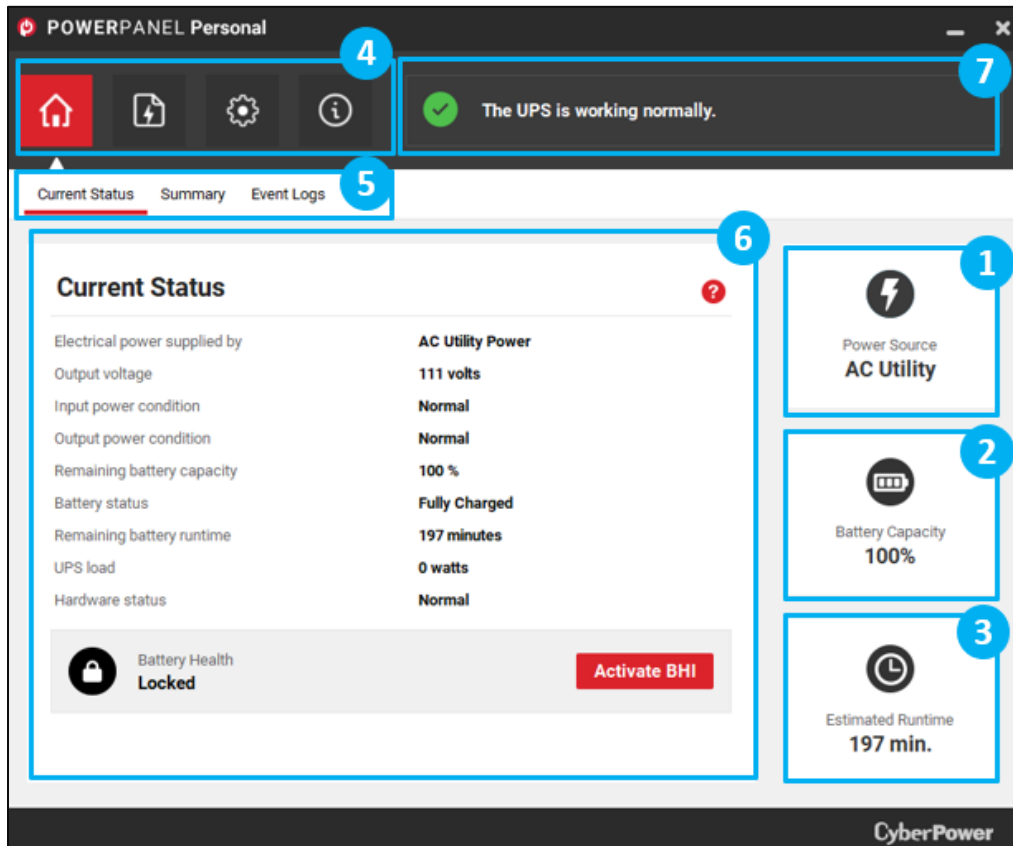 POWERPANEL Personal
4
7
The UPS is working normally.
Current Status Summary Event Logs
5
6
Current Status
?
Electrical power supplied by AC Utility Power
Output voltage 111 volts
Input power condition Normal
Output power condition Normal
Remaining battery capacity 100 %
Battery status Fully Charged
Remaining battery runtime 197 minutes
UPS load 0 watts
Hardware status Normal
Battery Health
Locked
Activate BHI
1
Power Source
AC Utility
2
Battery Capacity
100%
3
Estimated Runtime
197 min.
CyberPower